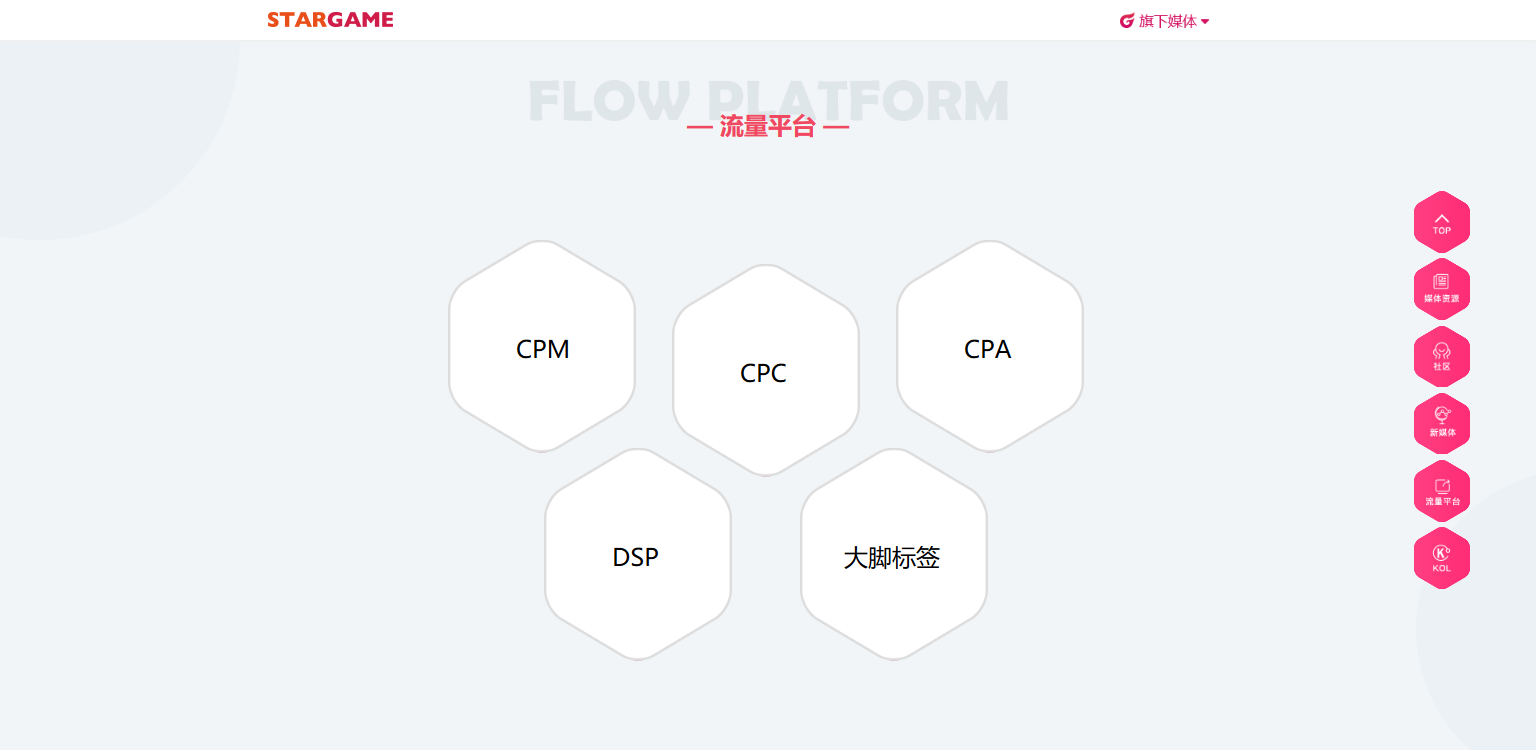 STARGAME
旗下媒体
FLOW PLATFORM
— 流量平台 —
CPM
CPC
CPA
DSP
大脚标签
TOP
媒体资源
社区
新媒体
流量平台
KOL